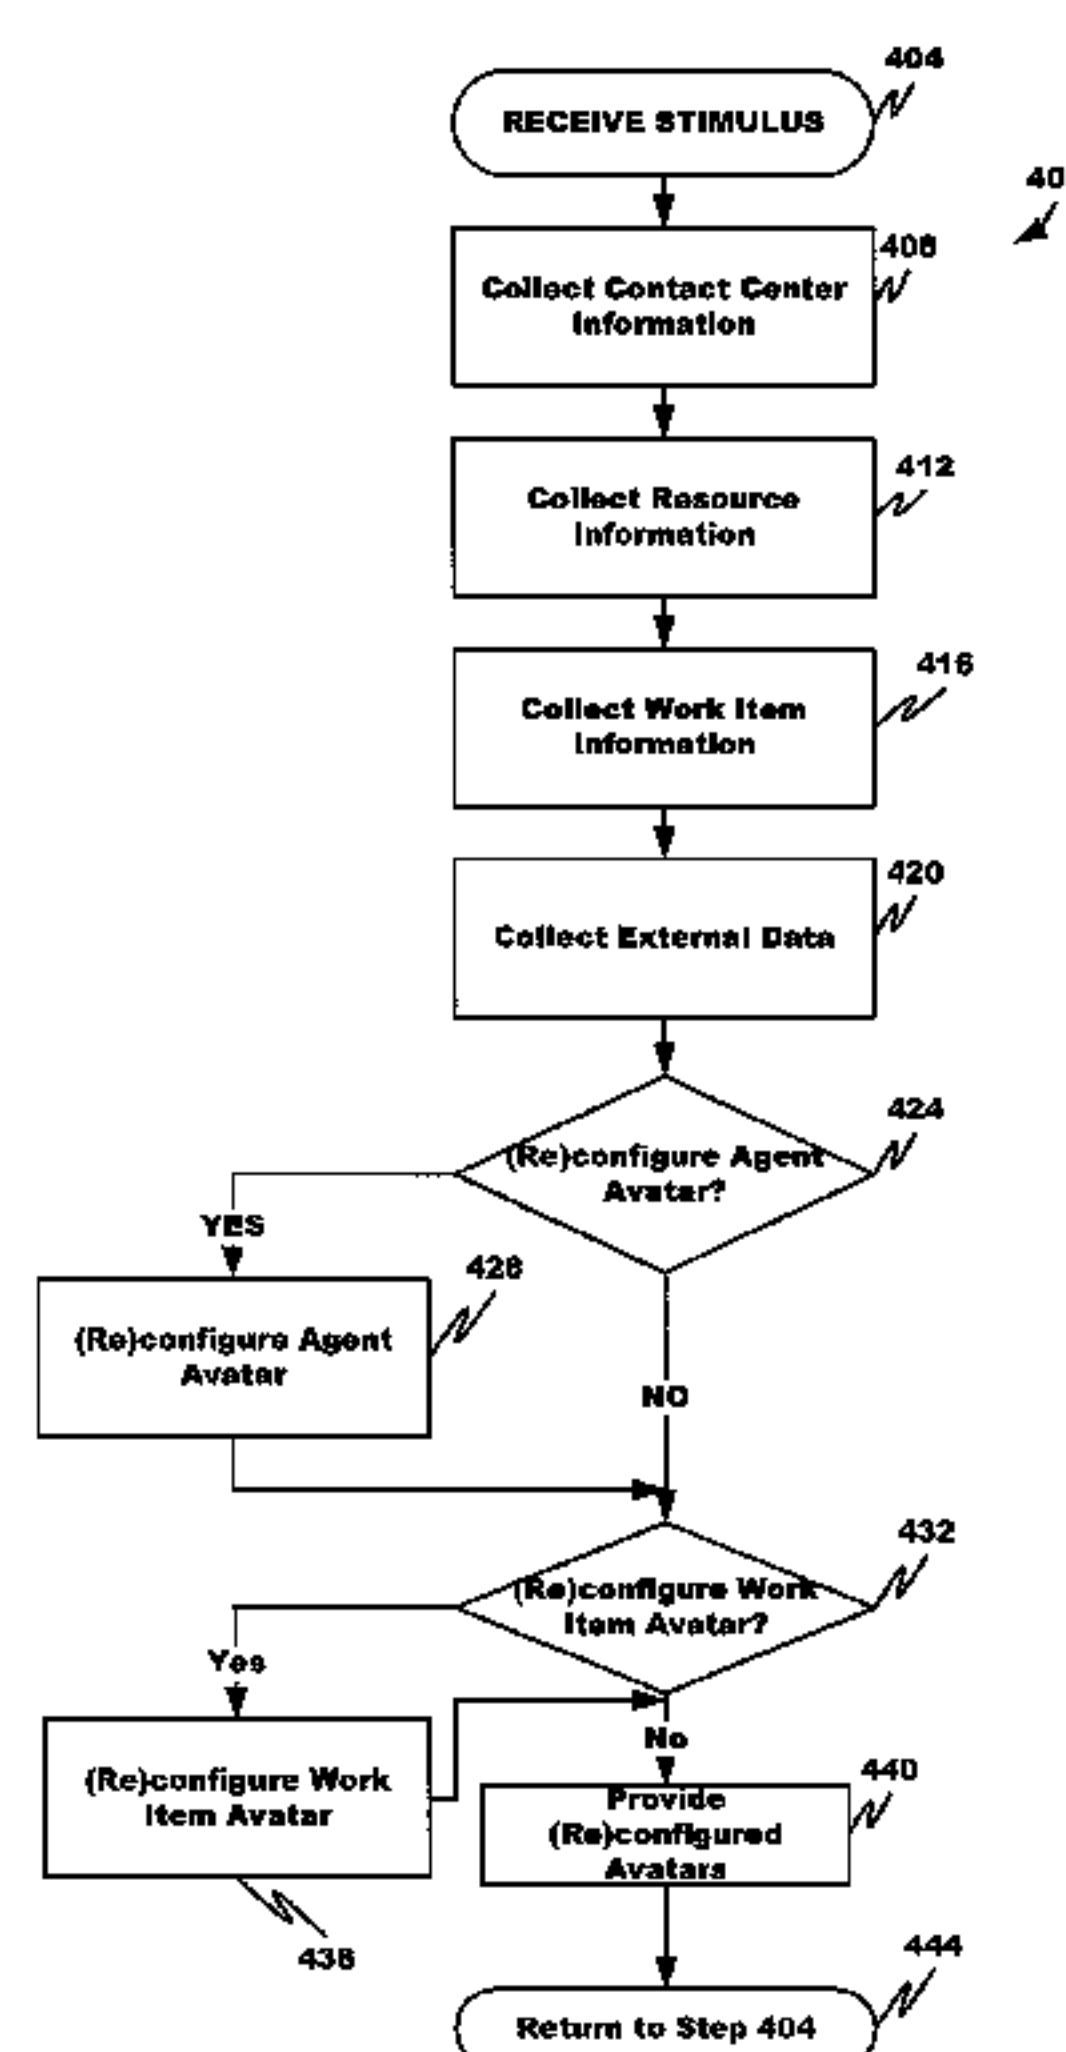 404
RECEIVE STIMULUS
40
408
Collect Contact Center
Information
412
Collect Resource
Information
416
Collect Work Item
Information
420
Collect External Data
424
(Re)configure Agent
Avatar?
YES
428
(Re)configure Agent
Avatar
NO
432
(Re)configure Work
Item Avatar?
Yes
No
(Re)configure Work
Item Avatar
440
Provide
(Re)configured
Avatars
436
444
Return to Step 404